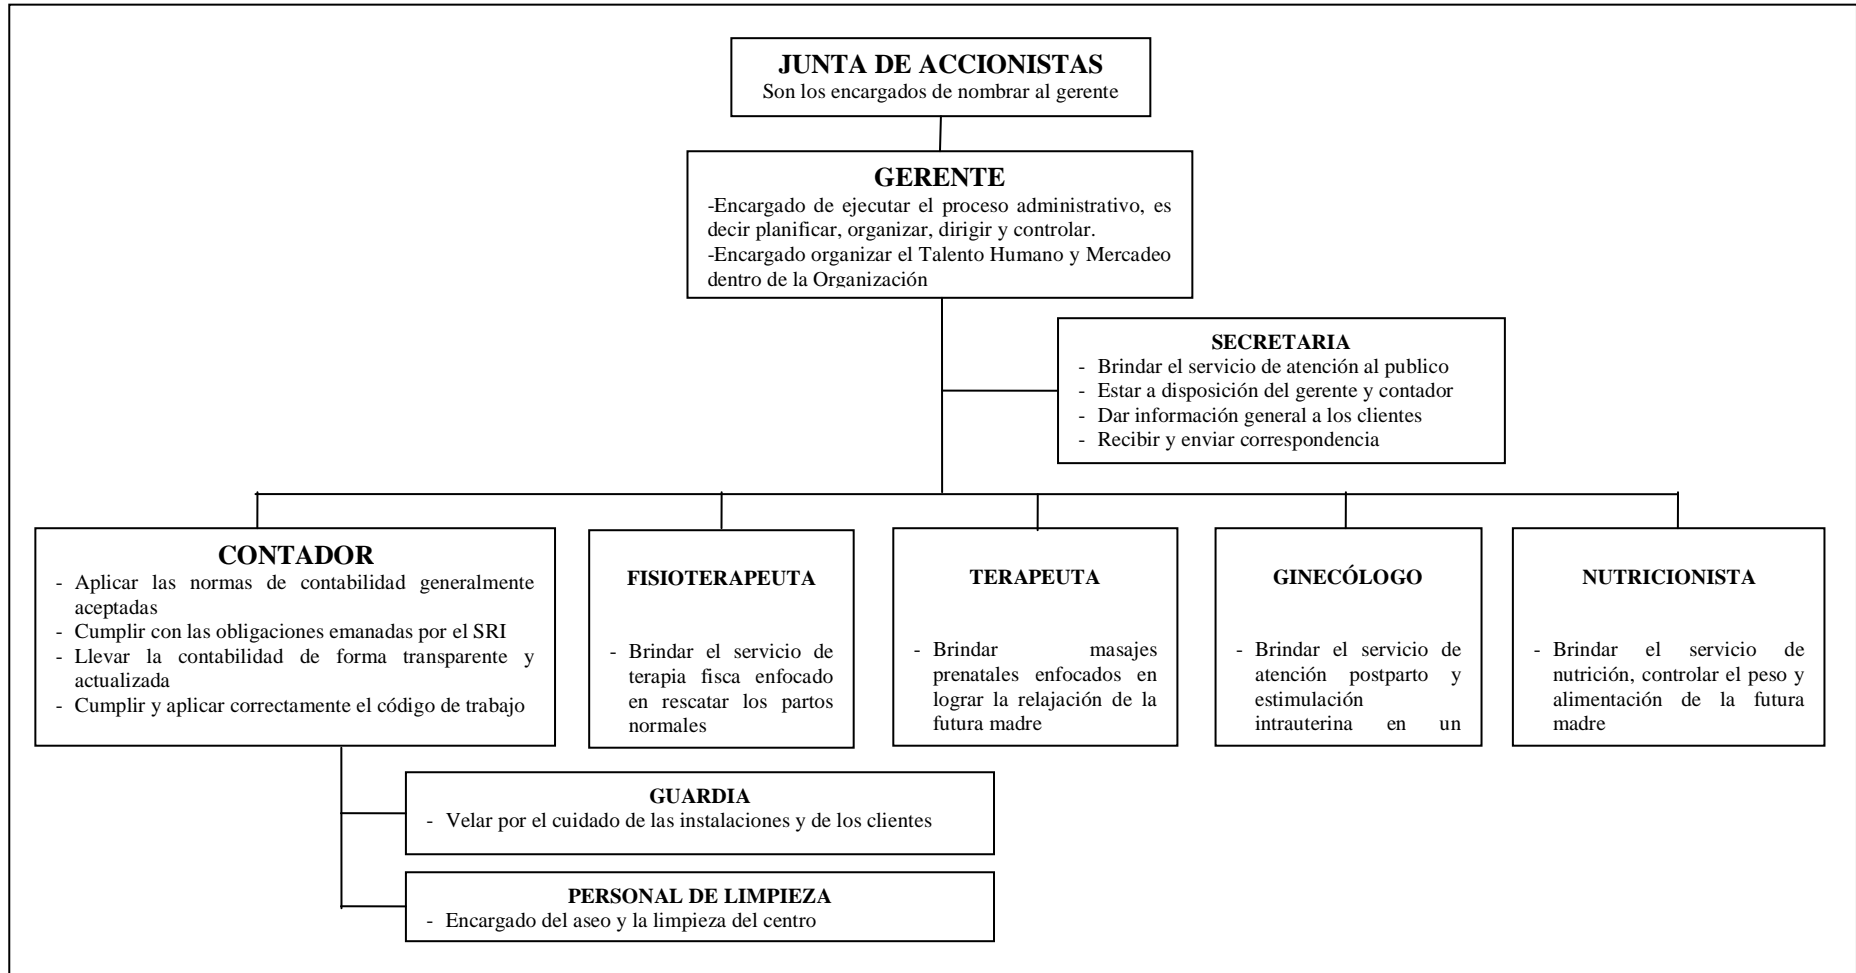 JUNTA DE ACCIONISTAS
Son los encargados de nombrar al gerente
GERENTE
-Encargado de ejecutar el proceso administrativo, es
decir planificar, organizar, dirigir y controlar.
-Encargado organizar el Talento Humano y Mercadeo
dentro de la Organización
SECRETARIA
- Brindar el servicio de atención al publico
- Estar a disposición del gerente y contador
- Dar información general a los clientes
- Recibir y enviar correspondencia
CONTADOR
- Aplicar las normas de contabilidad generalmente
aceptadas
- Cumplir con las obligaciones emanadas por el SRI
- Llevar la contabilidad de forma transparente y
actualizada
- Cumplir y aplicar correctamente el código de trabajo
FISIOTERAPEUTA
- Brindar el servicio de
terapia fisca enfocado
en rescatar los partos
normales
TERAPEUTA
- Brindar masajes
prenatales enfocados en
lograr la relajación de la
futura madre
GINECÓLOGO
- Brindar el servicio de
atención postparto y
estimulación
intrauterina en un
NUTRICIONISTA
- Brindar el servicio de
nutrición, controlar el peso y
alimentación de la futura
madre
GUARDIA
- Velar por el cuidado de las instalaciones y de los clientes
PERSONAL DE LIMPIEZA
- Encargado del aseo y la limpieza del centro